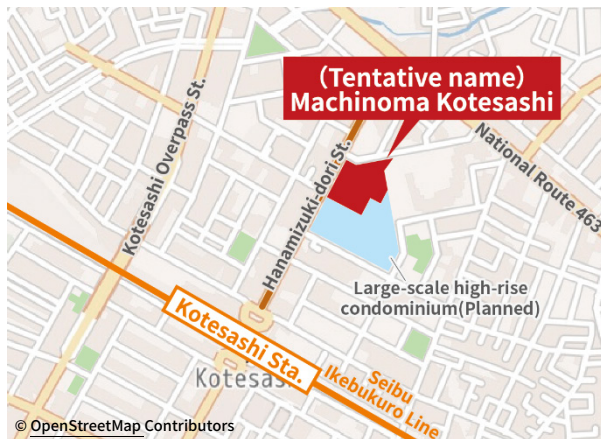 (Tentative name)
Machinoma Kotesashi
Kotesashi Overpass St.
Hanamizuki-dori St.
National Route 463
Large-scale high-rise
condominium(Planned)
Kotesashi Sta.
Seibu
Ikebukuro Line
© OpenStreetMap Contributors